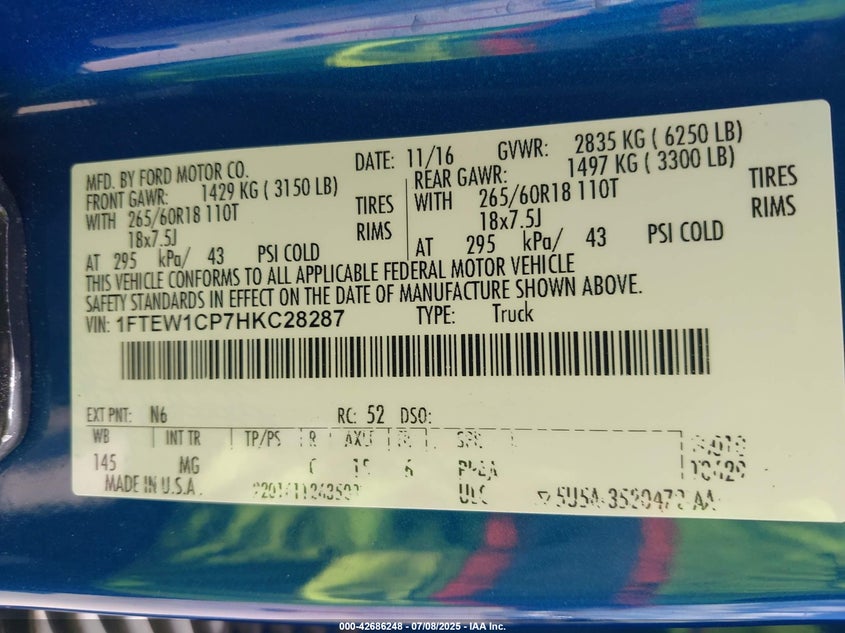 MFD. BY FORD MOTOR CO. DATE: 11/16 GVWR: 2835 KG ( 6250 LB)
FRONT GAWR: 1429 KG ( 3150 LB) REAR GAWR: 1497 KG ( 3300 LB)
WITH 265/60R18 110T TIRES WITH 265/60R18 110T TIRES
18x7.5J RIMS 18x7.5J RIMS
AT 295 kPa/ 43 PSI COLD AT 295 kPa/ 43 PSI COLD
THIS VEHICLE CONFORMS TO ALL APPLICABLE FEDERAL MOTOR VEHICLE
SAFETY STANDARDS IN EFFECT ON THE DATE OF MANUFACTURE SHOWN ABOVE.
VIN: 1FTEW1CP7HKC28287 TYPE: Truck
EXT PNT: N6 RC: 52 DSO:
WB INT TR TP/PS R AXLE TR SPR
145 MG 6
MADE IN U.S.A. ULC
000-42686248 - 07/08/2025 - IAA Inc.